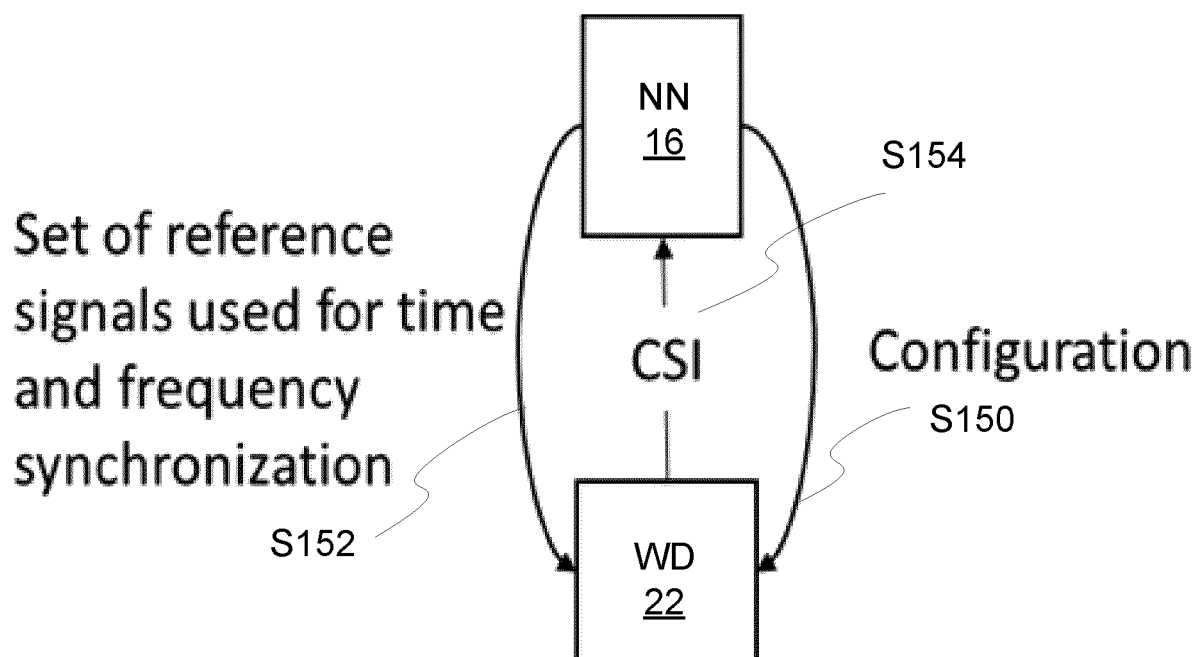 NN
16
S154
Set of reference
signals used for time
and frequency
synchronization
CSI
Configuration
S150
S152
WD
22